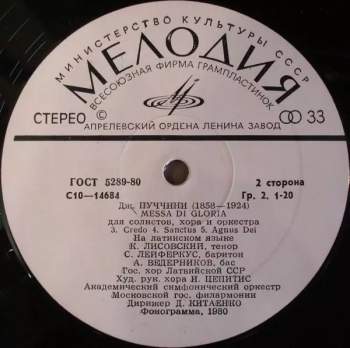 МИНИСТЕРСТВО КУЛЬТУРЫ СССР
МЕЛОДИЯ
ВСЕСОЮЗНАЯ ФИРМА ГРАМПЛАСТИНОК
СТЕРЕО 33
АПРЕЛЕВСКИЙ ОРДЕНА ЛЕНИНА ЗАВОД
ГОСТ 5289-80 2 сторона
С10—14684 Гр. 2, 1-20
Дж. ПУЧЧИНИ (1858—1924)
MESSA DI GLORIA
для солистов, хора и оркестра
3. Credo 4. Sanctus 5. Agnus Dei
На латинском языке
К. ЛИСОВСКИЙ, тенор
С. ЛЕЙФЕРКУС, баритон
А. ВЕДЕРНИКОВ, бас
Гос. хор Латвийской ССР
Худ. рук. хора И. ЦЕПИТИС
Академический симфонический оркестр
Московской гос. филармонии
Дирижер Д. КИТАЕНКО
Фонограмма, 1980